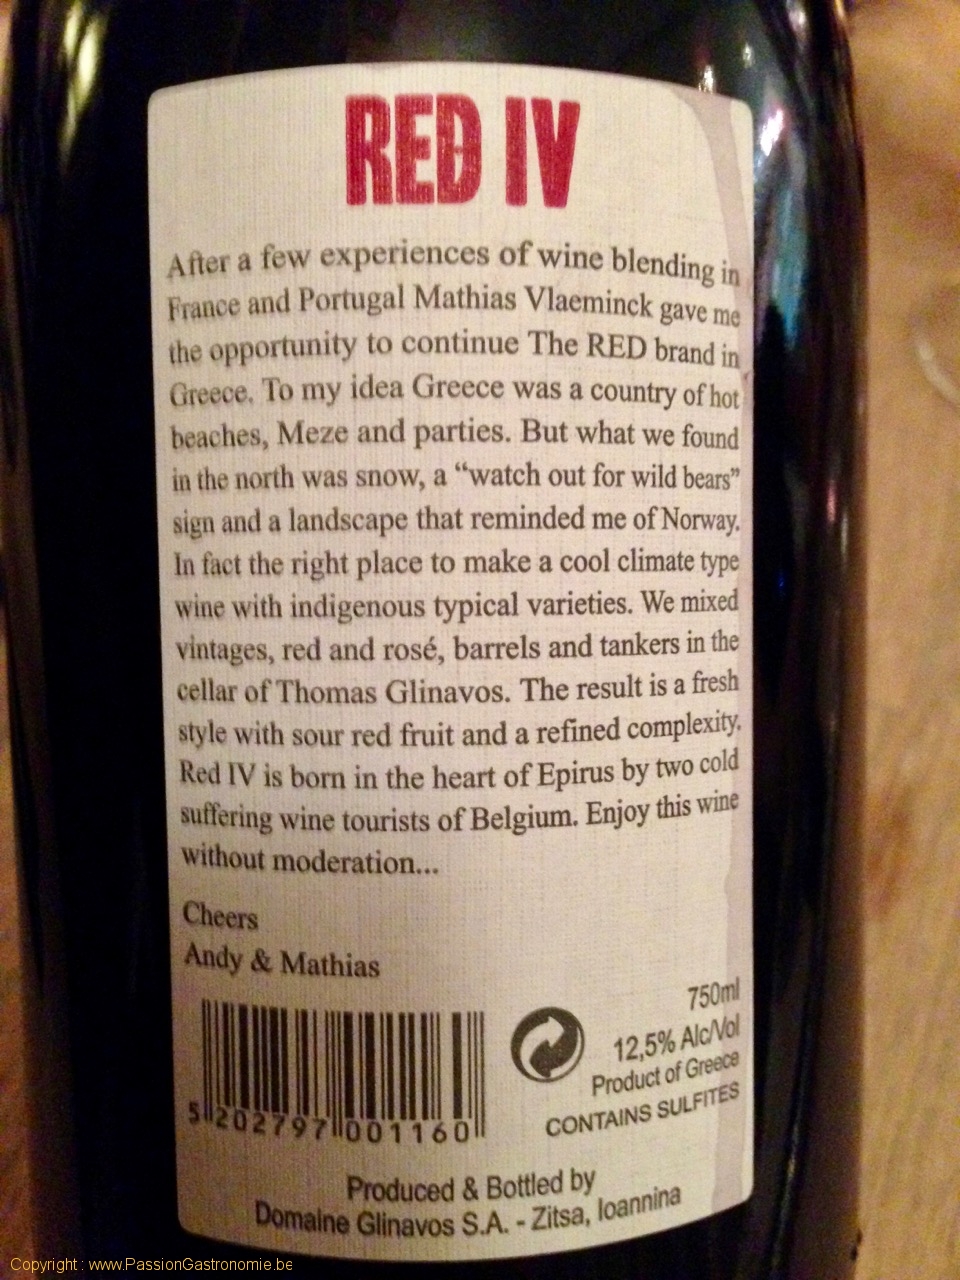 RED IV
After a few experiences of wine blending in
France and Portugal Mathias Vlaeminck gave me
the opportunity to continue The RED brand in
Greece. To my idea Greece was a country of hot
beaches, Meze and parties. But what we found
in the north was snow, a “watch out for wild bears”
sign and a landscape that reminded me of Norway.
In fact the right place to make a cool climate type
wine with indigenous typical varieties. We mixed
vintages, red and rosé, barrels and tankers in the
cellar of Thomas Glinavos. The result is a fresh
style with sour red fruit and a refined complexity.
Red IV is born in the heart of Epirus by two cold
suffering wine tourists of Belgium. Enjoy this wine
without moderation...
Cheers
Andy & Mathias
750ml
12,5% Alc/Vol
Product of Greece
CONTAINS SULFITES
5 202797 001160
Produced & Bottled by
Domaine Glinavos S.A. - Zitsa, Ioannina
Copyright : www.PassionGastronomie.be